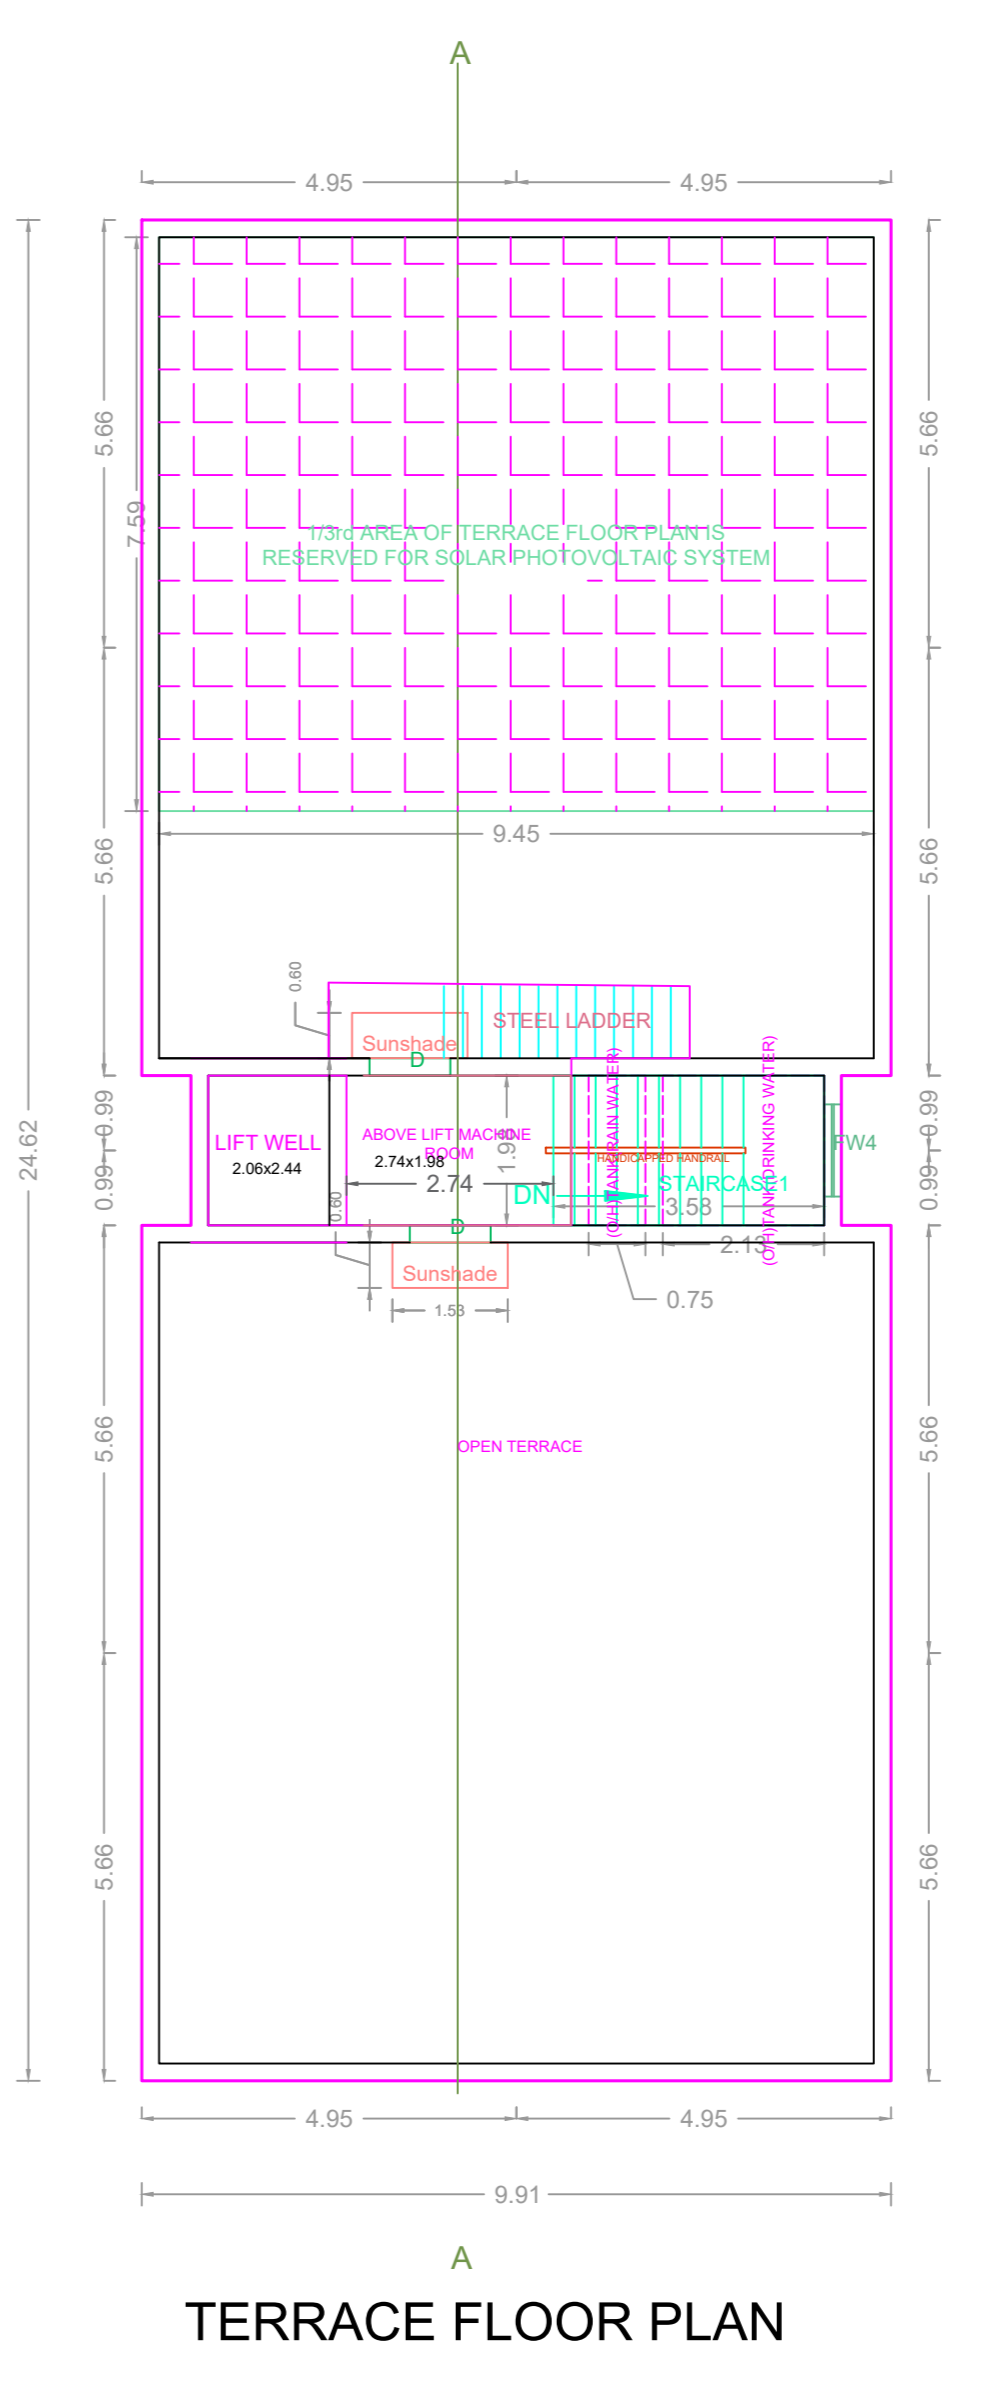 A
4.95
4.95
5.66
5.66
7.59
1/3rd AREA OF TERRACE FLOOR PLAN IS
RESERVED FOR SOLAR PHOTOVOLTAIC SYSTEM
9.45
5.66
5.66
0.60
STEEL LADDER
Sunshade
D
24.62
0.99
0.99
0.99
0.99
LIFT WELL
2.06x2.44
ABOVE LIFT MACHINE
ROOM
2.74x1.98
1.98
2.74
HANDICAPPED HANDRAIL
(O/H)TANK(RAIN WATER)
(O/H)TANK(DRINKING WATER)
FW4
DN
STAIRCASE1
3.58
0.60
D
2.13
Sunshade
0.75
1.53
OPEN TERRACE
5.66
5.66
5.66
5.66
4.95
4.95
9.91
A
TERRACE FLOOR PLAN